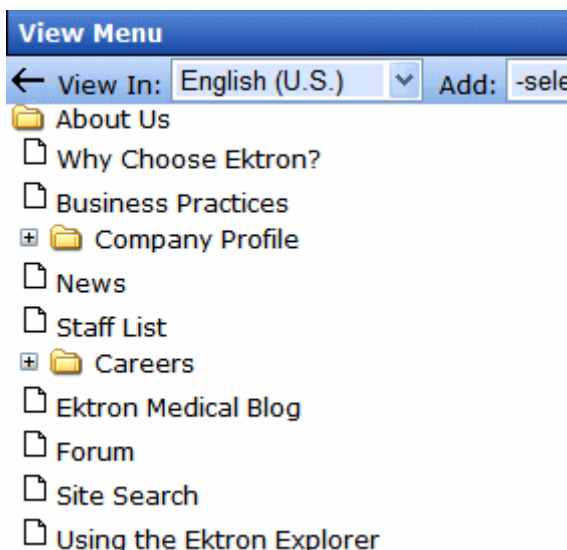 View Menu
View In: English (U.S.) Add: -sele
About Us
Why Choose Ektron?
Business Practices
Company Profile
News
Staff List
Careers
Ektron Medical Blog
Forum
Site Search
Using the Ektron Explorer